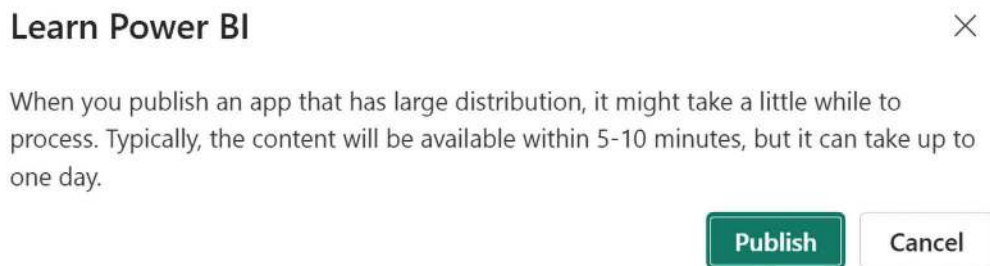 Learn Power BI
When you publish an app that has large distribution, it might take a little while to
process. Typically, the content will be available within 5-10 minutes, but it can take up to
one day.
Publish Cancel